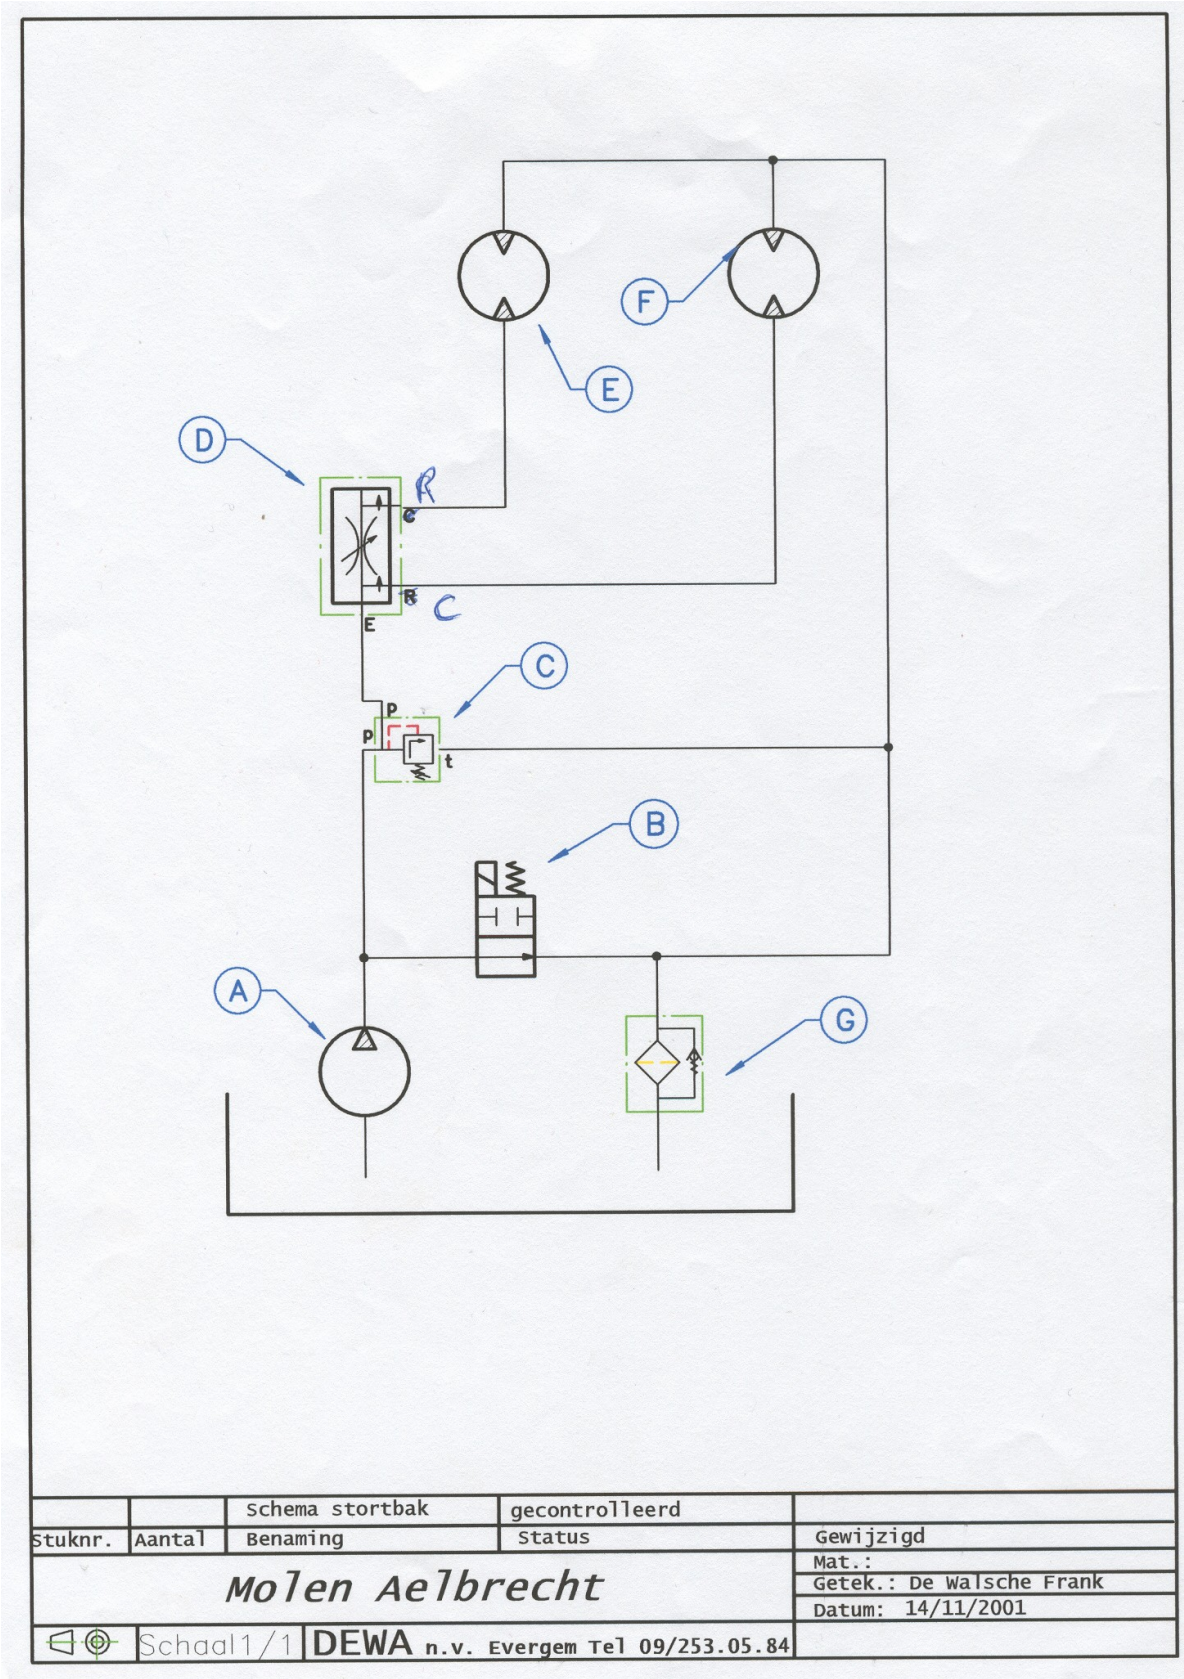 F
E
D
R
C
R
C
E
C
P
P
t
B
A
G
Schema stortbak gecontrolleerd
Stuknr. Aantal Benaming Status Gewijzigd
Molen Aelbrecht
Mat.:
Getek.: De Walsche Frank
Datum: 14/11/2001
Schaal 1/1 DEWA n.v. Evergem Tel 09/253.05.84